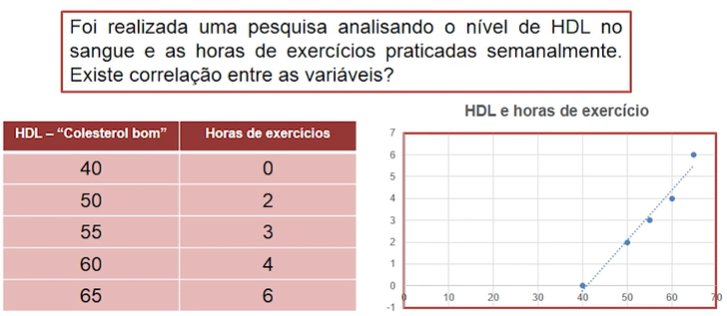 Foi realizada uma pesquisa analisando o nível de HDL no
sangue e as horas de exercícios praticadas semanalmente.
Existe correlação entre as variáveis?
HDL – “Colesterol bom” Horas de exercicios
40 0
50 2
55 3
60 4
65 6
HDL e horas de exercício
7
6
5
4
3
2
1
0
-1
0 10 20 30 40 50 60 70